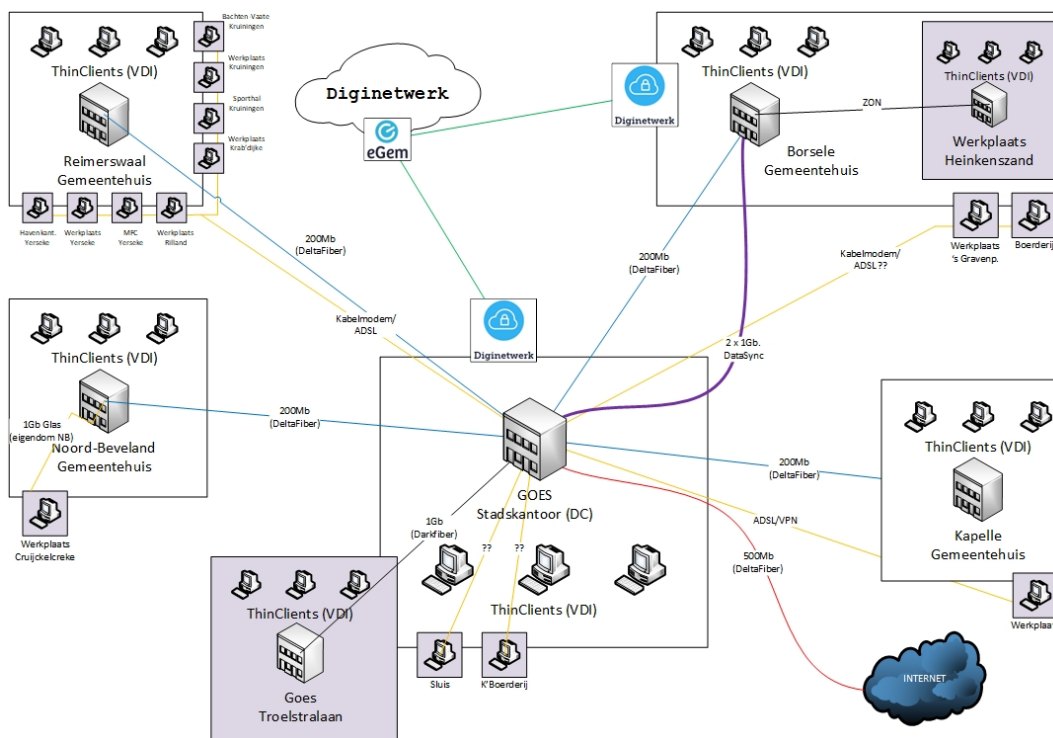 Bachten-Vaate
Kruiningen
ThinClients (VDI)
Werkplaats
Kruiningen
Sporthal
Kruiningen
Werkplaats
Krab'dijke
Reimerswaal
Gemeentehuis
Havenkant.
Yerseke
Werkplaats
Yerseke
MFC
Yerseke
Werkplaats
Rilland
Diginetwerk
eGem
Diginetwerk
Diginetwerk
ThinClients (VDI)
ZON
Borsele
Gemeentehuis
ThinClients (VDI)
Werkplaats
Heinkenszand
Werkplaats
's Gravenp.
Boerderij
200Mb
(DeltaFiber)
Kabelmodem/
ADSL
200Mb
(DeltaFiber)
Kabelmodem/
ADSL ??
2 x 1Gb.
DataSync
ThinClients (VDI)
1Gb Glas
(eigendom NB)
Noord-Beveland
Gemeentehuis
Werkplaats
Cruijckelcreke
200Mb
(DeltaFiber)
GOES
Stadskantoor (DC)
1Gb
(Darkfiber)
??
??
ThinClients (VDI)
Sluis
K'Boerderij
ThinClients (VDI)
Goes
Troelstralaan
200Mb
(DeltaFiber)
ADSL/VPN
500Mb
(DeltaFiber)
ThinClients (VDI)
Kapelle
Gemeentehuis
Werkplaats
INTERNET